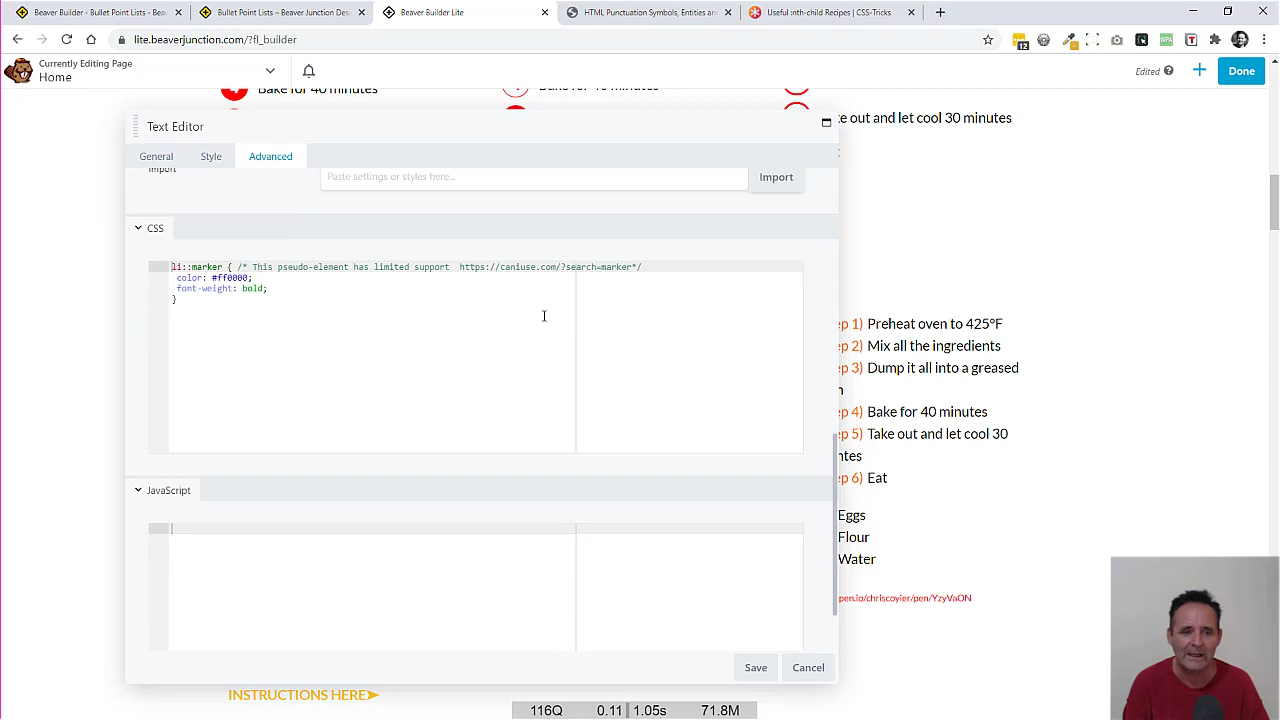 Beaver Builder - Bullet Point Lists - Bea
Bullet Point Lists – Beaver Junction Des
Beaver Builder Lite
HTML Punctuation Symbols, Entities an
Useful :nth-child Recipes | CSS-Tricks
lite.beaverjunction.com/?fl_builder
12
WPA
Currently Editing Page
Home
Edited
Done
Bake for 40 minutes
Text Editor
e out and let cool 30 minutes
General Style Advanced
Import
Paste settings or styles here...
Import
CSS
li::marker { /* This pseudo-element has limited support https://caniuse.com/?search=marker*/
color: #ff0000;
font-weight: bold;
}
ep 1) Preheat oven to 425°F
ep 2) Mix all the ingredients
ep 3) Dump it all into a greased
n
ep 4) Bake for 40 minutes
ep 5) Take out and let cool 30
ntes
ep 6) Eat
JavaScript
Eggs
Flour
Water
pen.io/chriscoyier/pen/YzyVaON
Save Cancel
INSTRUCTIONS HERE➤
116Q 0.11 1.05s 71.8M